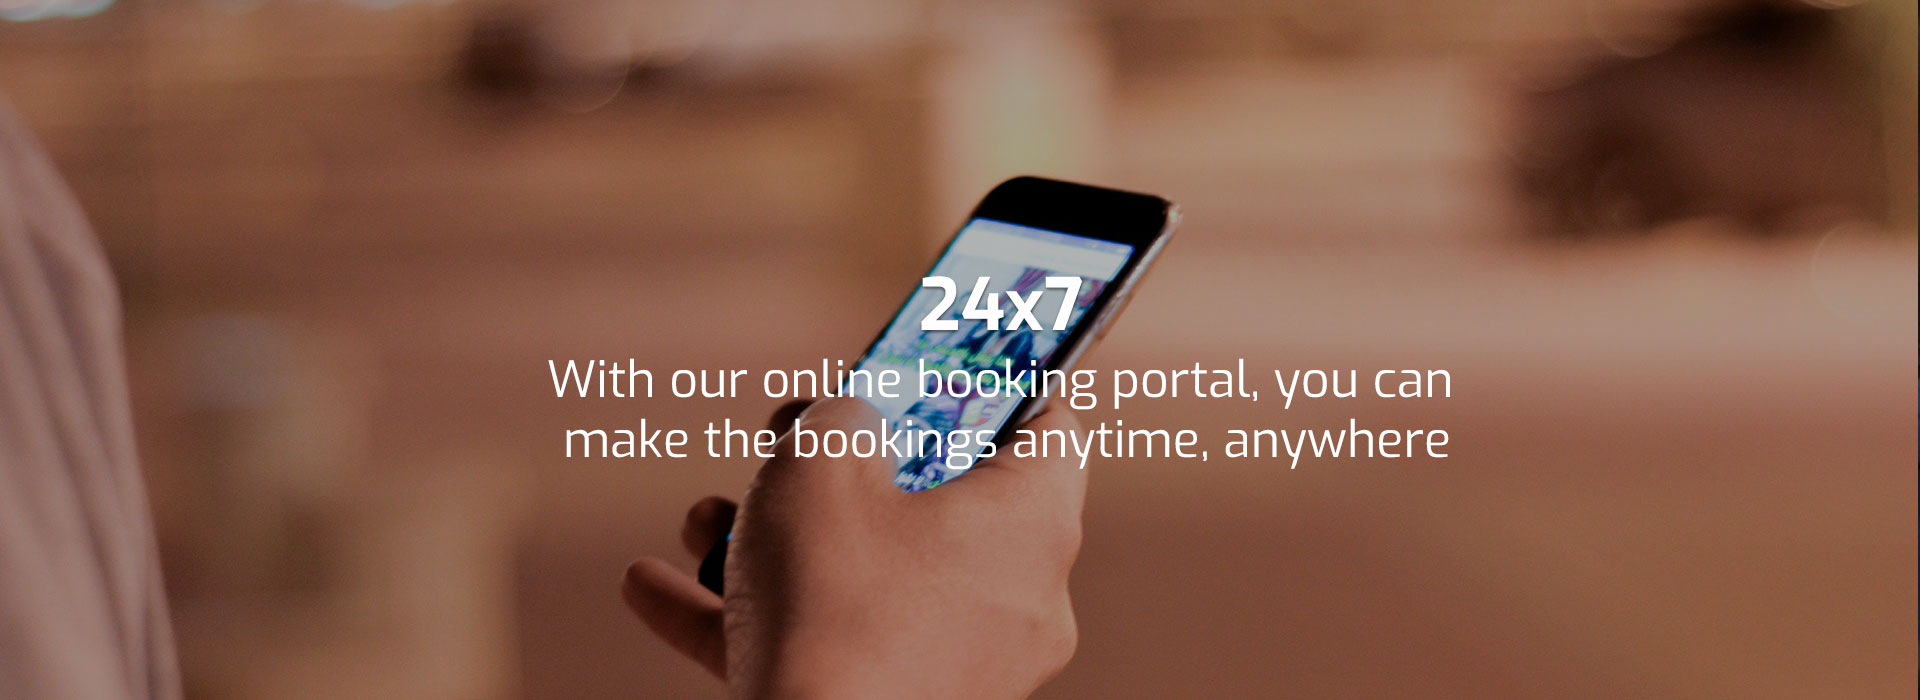 24x7
With our online booking portal, you can
make the bookings anytime, anywhere